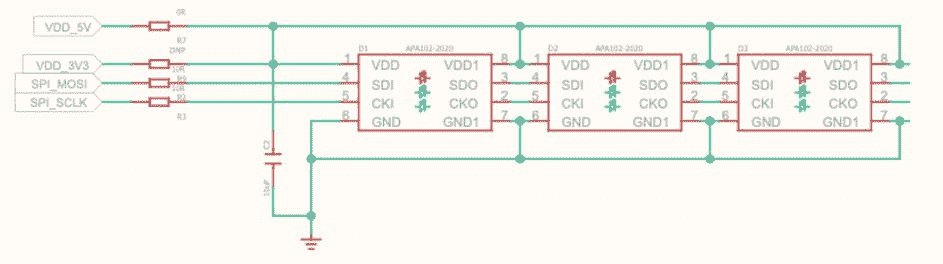 0R
VDD_5V
R7
D1 APA102-2020 D2 APA102-2020 D3 APA102-2020
DNP
VDD_3V3 1 VDD VDD1 8 1 VDD VDD1 8 1 VDD VDD1 8
10R R9
SPI_MOSI 4 SDI SDO 3 4 SDI SDO 3 4 SDI SDO 3
10R
SPI_SCLK R2 5 CKI CKO 2 5 CKI CKO 2 5 CKI CKO 2
R3 6 GND GND1 7 6 GND GND1 7 6 GND GND1 7
C2
10uF